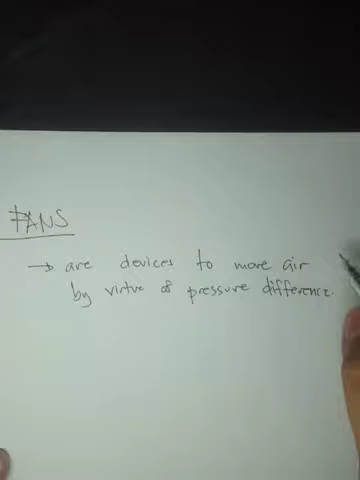 FANS
→ are devices to move air
by virtue of pressure difference.